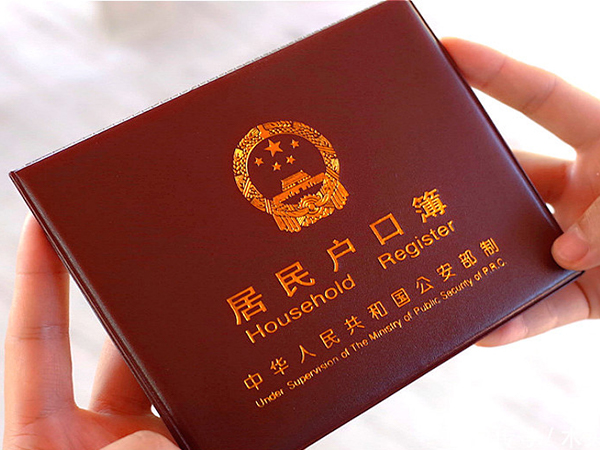 居民户口簿
Household Register
中华人民共和国公安部制
Under Supervision of The Ministry of Public Security of P.R.C.